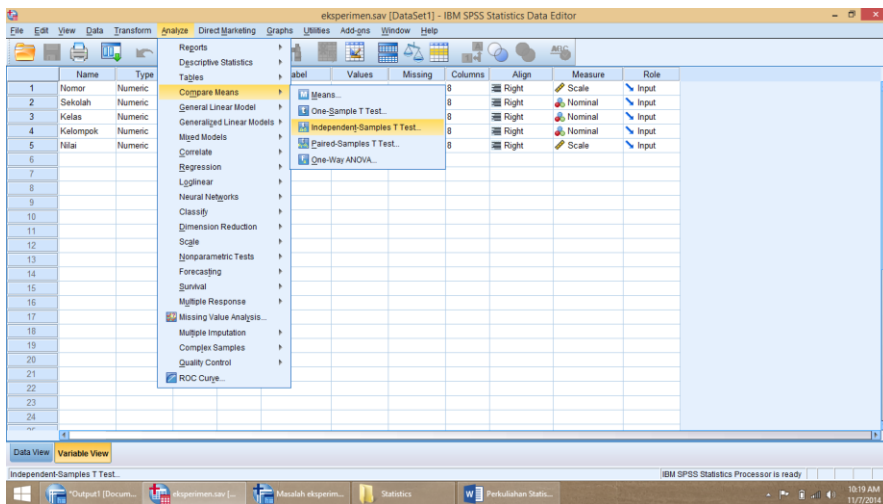 eksperimen.sav [DataSet1] - IBM SPSS Statistics Data Editor
File Edit View Data Transform Analyze Direct Marketing Graphs Utilities Add-ons Window Help
Name Type abel Values Missing Columns Align Measure Role
1 Nomor Numeric 8 Right Scale Input
2 Sekolah Numeric 8 Right Nominal Input
3 Kelas Numeric 8 Right Nominal Input
4 Kelompok Numeric 8 Right Nominal Input
5 Nilai Numeric 8 Right Scale Input
6
7
8
9
10
11
12
13
14
15
16
17
18
19
20
21
22
23
24
Reports
Descriptive Statistics
Tables
Compare Means
General Linear Model
Generalized Linear Models
Mixed Models
Correlate
Regression
Loglinear
Neural Networks
Classify
Dimension Reduction
Scale
Nonparametric Tests
Forecasting
Survival
Multiple Response
Missing Value Analysis...
Multiple Imputation
Complex Samples
Quality Control
ROC Curve...
Means...
One-Sample T Test...
Independent-Samples T Test...
Paired-Samples T Test...
One-Way ANOVA...
Data View Variable View
Independent-Samples T Test... IBM SPSS Statistics Processor is ready
*Output1 [Docum... eksperimen.sav [... Masalah eksperim... Statistics Perkuliahan Statis... 10:19 AM
11/7/2014